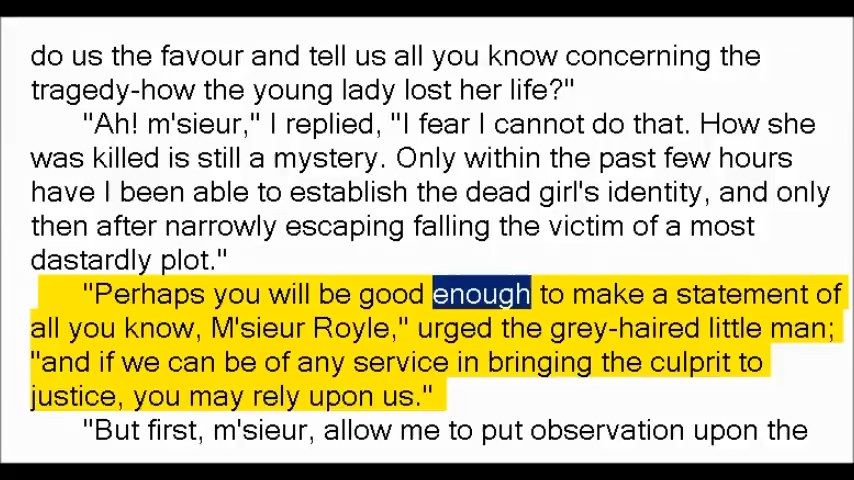 do us the favour and tell us all you know concerning the
tragedy-how the young lady lost her life?"
"Ah! m'sieur," I replied, "I fear I cannot do that. How she
was killed is still a mystery. Only within the past few hours
have I been able to establish the dead girl's identity, and only
then after narrowly escaping falling the victim of a most
dastardly plot."
"Perhaps you will be good enough to make a statement of
all you know, M'sieur Royle," urged the grey-haired little man;
"and if we can be of any service in bringing the culprit to
justice, you may rely upon us."
"But first, m'sieur, allow me to put observation upon the